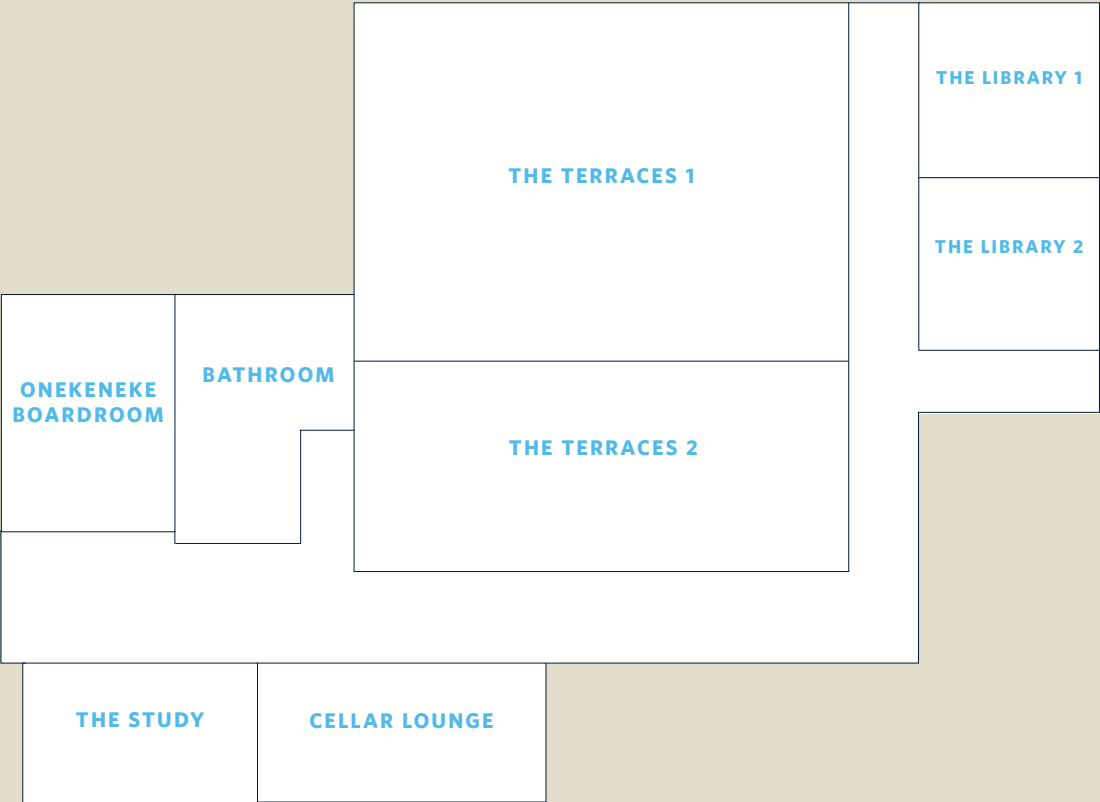 THE LIBRARY 1
THE TERRACES 1
THE LIBRARY 2
BATHROOM
ONEKENEKE
BOARDROOM
THE TERRACES 2
THE STUDY
CELLAR LOUNGE